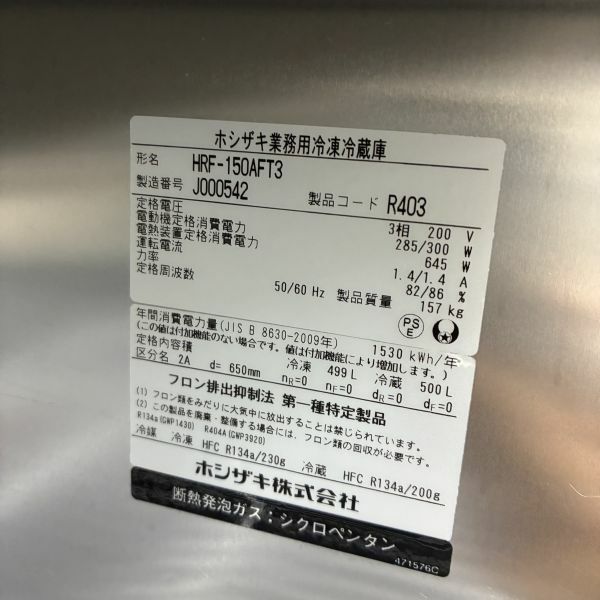 ホシザキ業務用冷凍冷蔵庫
形名 HRF-150AFT3
製造番号 J000542 製品コード R403
定格電圧 3相 200 V
電動機定格消費電力 285/300 W
電熱装置定格消費電力 645 W
運転電流 1.4/1.4 A
力率 82/86 %
定格周波数 50/60 Hz 製品質量 157 kg
PS
E
年間消費電力量(JIS B 8630-2009年) 1530 kWh/年
(この値は付加機能のない場合です。値は付加機能により増加します。)
定格内容積 冷凍 499 L 冷蔵 500 L
区分名 2A d= 650mm nR=0 nF=0 dR=0 dF=0
フロン排出抑制法 第一種特定製品
(1) フロン類をみだりに大気中に放出することは禁じられています。
(2) この製品を廃棄・整備する場合には、フロン類の回収が必要です。
R134a(GWP1430) R404A(GWP3920)
冷媒 冷凍 HFC R134a/230g 冷蔵 HFC R134a/200g
ホシザキ株式会社
断熱発泡ガス：シクロペンタン
471576C